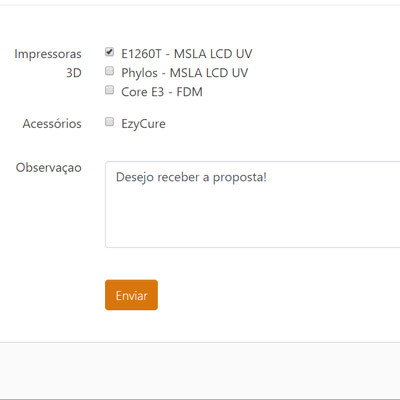 Impressoras 3D
E1260T - MSLA LCD UV
Phylos - MSLA LCD UV
Core E3 - FDM
Acessórios
EzyCure
Observaçao
Desejo receber a proposta!
Enviar